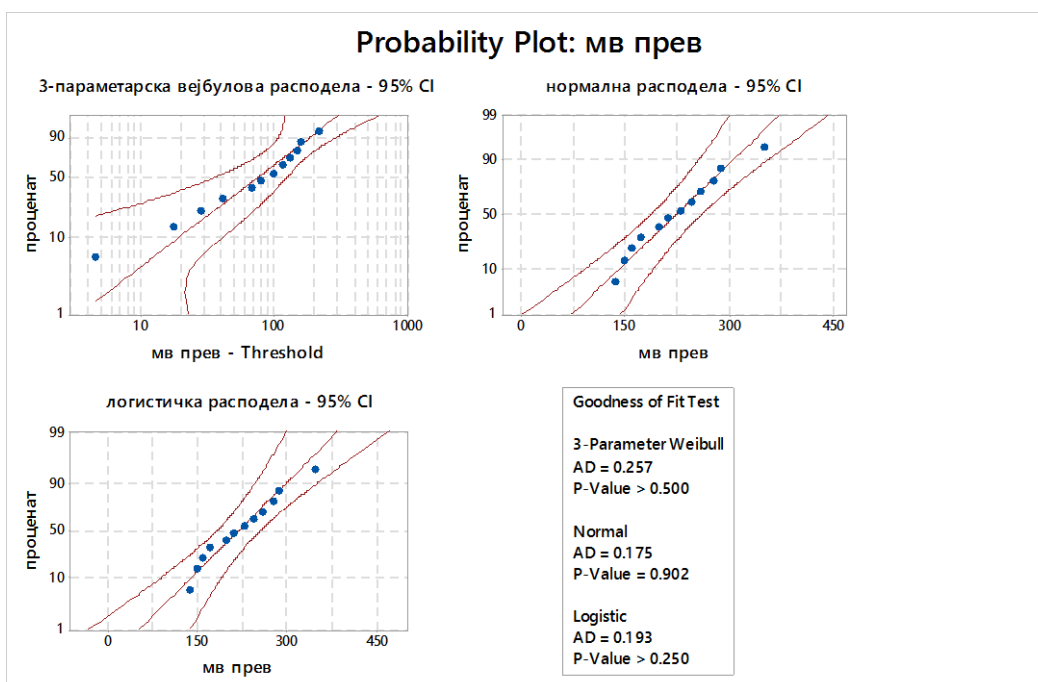 Probability Plot: мв прев
3-параметарска вејбулова расподела - 95% CI
90
50
10
1
проценат
10
100
1000
мв прев - Threshold
нормална расподела - 95% CI
99
90
50
10
1
проценат
0
150
300
450
мв прев
логистичка расподела - 95% CI
99
90
50
10
1
проценат
0
150
300
450
мв прев
Goodness of Fit Test
3-Parameter Weibull
AD = 0.257
P-Value > 0.500
Normal
AD = 0.175
P-Value = 0.902
Logistic
AD = 0.193
P-Value > 0.250